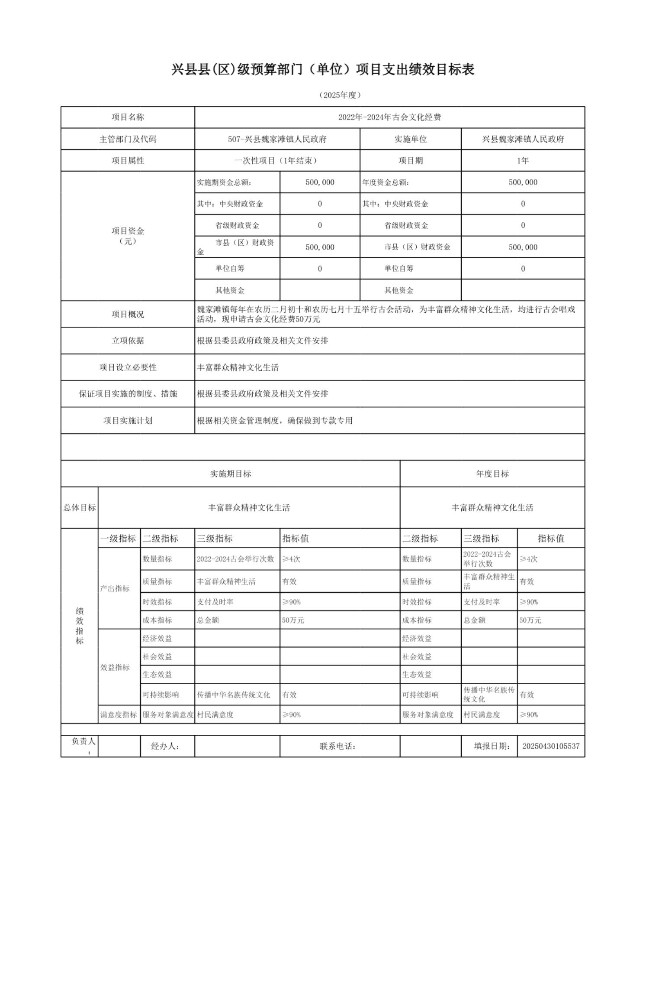 兴县县(区)级预算部门（单位）项目支出绩效目标表
（2025年度）
项目名称 2022年-2024年古会文化经费
主管部门及代码 507-兴县魏家滩镇人民政府 实施单位 兴县魏家滩镇人民政府
项目属性 一次性项目（1年结束） 项目期 1年
项目资金
（元）
实施期资金总额： 500,000 年度资金总额： 500,000
其中：中央财政资金 0 其中：中央财政资金 0
省级财政资金 0 省级财政资金 0
市县（区）财政资
金 500,000 市县（区）财政资金 500,000
单位自筹 0 单位自筹 0
其他资金 其他资金
项目概况 魏家滩镇每年在农历二月初十和农历七月十五举行古会活动，为丰富群众精神文化生活，均进行古会唱戏
活动，现申请古会文化经费50万元
立项依据 根据县委县政府政策及相关文件安排
项目设立必要性 丰富群众精神文化生活
保证项目实施的制度、措施 根据县委县政府政策及相关文件安排
项目实施计划 根据相关资金管理制度，确保做到专款专用
实施期目标 年度目标
总体目标 丰富群众精神文化生活 丰富群众精神文化生活
绩
效
指
标
一级指标 二级指标 三级指标 指标值 二级指标 三级指标 指标值
产出指标
数量指标 2022-2024古会举行次数 ≥4次 数量指标 2022-2024古会
举行次数 ≥4次
质量指标 丰富群众精神生活 有效 质量指标 丰富群众精神生
活 有效
时效指标 支付及时率 ≥90% 时效指标 支付及时率 ≥90%
成本指标 总金额 50万元 成本指标 总金额 50万元
效益指标
经济效益 经济效益
社会效益 社会效益
生态效益 生态效益
可持续影响 传播中华名族传统文化 有效 可持续影响 传播中华名族传
统文化 有效
满意度指标 服务对象满意度 村民满意度 ≥90% 服务对象满意度 村民满意度 ≥90%
负责人
： 经办人： 联系电话： 填报日期： 20250430105537